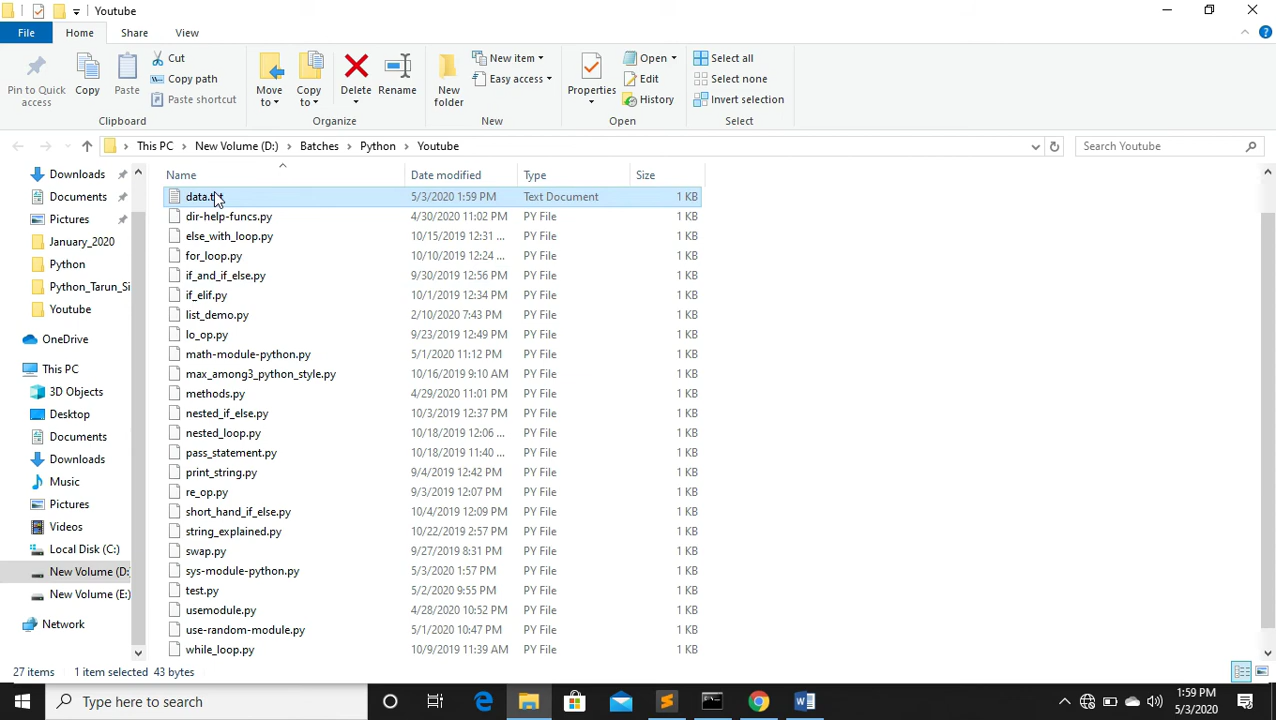 Youtube
File Home Share View
Pin to Quick access
Copy
Paste
Cut
Copy path
Paste shortcut
Clipboard
Move to
Copy to
Delete
Rename
Organize
New folder
New item
Easy access
New
Properties
Open
Edit
History
Open
Select all
Select none
Invert selection
Select
This PC New Volume (D:) Batches Python Youtube
Search Youtube
Downloads
Documents
Pictures
January_2020
Python
Python_Tarun_Si
Youtube
OneDrive
This PC
3D Objects
Desktop
Documents
Downloads
Music
Pictures
Videos
Local Disk (C:)
New Volume (D:
New Volume (E:)
Network
Name Date modified Type Size
data.txt 5/3/2020 1:59 PM Text Document 1 KB
dir-help-funcs.py 4/30/2020 11:02 PM PY File 1 KB
else_with_loop.py 10/15/2019 12:31 ... PY File 1 KB
for_loop.py 10/10/2019 12:24 ... PY File 1 KB
if_and_if_else.py 9/30/2019 12:56 PM PY File 1 KB
if_elif.py 10/1/2019 12:34 PM PY File 1 KB
list_demo.py 2/10/2020 7:43 PM PY File 1 KB
lo_op.py 9/23/2019 12:49 PM PY File 1 KB
math-module-python.py 5/1/2020 11:12 PM PY File 1 KB
max_among3_python_style.py 10/16/2019 9:10 AM PY File 1 KB
methods.py 4/29/2020 11:01 PM PY File 1 KB
nested_if_else.py 10/3/2019 12:37 PM PY File 1 KB
nested_loop.py 10/18/2019 12:06 ... PY File 1 KB
pass_statement.py 10/18/2019 11:40 ... PY File 1 KB
print_string.py 9/4/2019 12:42 PM PY File 1 KB
re_op.py 9/3/2019 12:07 PM PY File 1 KB
short_hand_if_else.py 10/4/2019 12:09 PM PY File 1 KB
string_explained.py 10/22/2019 2:57 PM PY File 1 KB
swap.py 9/27/2019 8:31 PM PY File 1 KB
sys-module-python.py 5/3/2020 1:57 PM PY File 1 KB
test.py 5/2/2020 9:55 PM PY File 1 KB
usemodule.py 4/28/2020 10:52 PM PY File 1 KB
use-random-module.py 5/1/2020 10:47 PM PY File 1 KB
while_loop.py 10/9/2019 11:39 AM PY File 1 KB
27 items 1 item selected 43 bytes
Type here to search
1:59 PM
5/3/2020